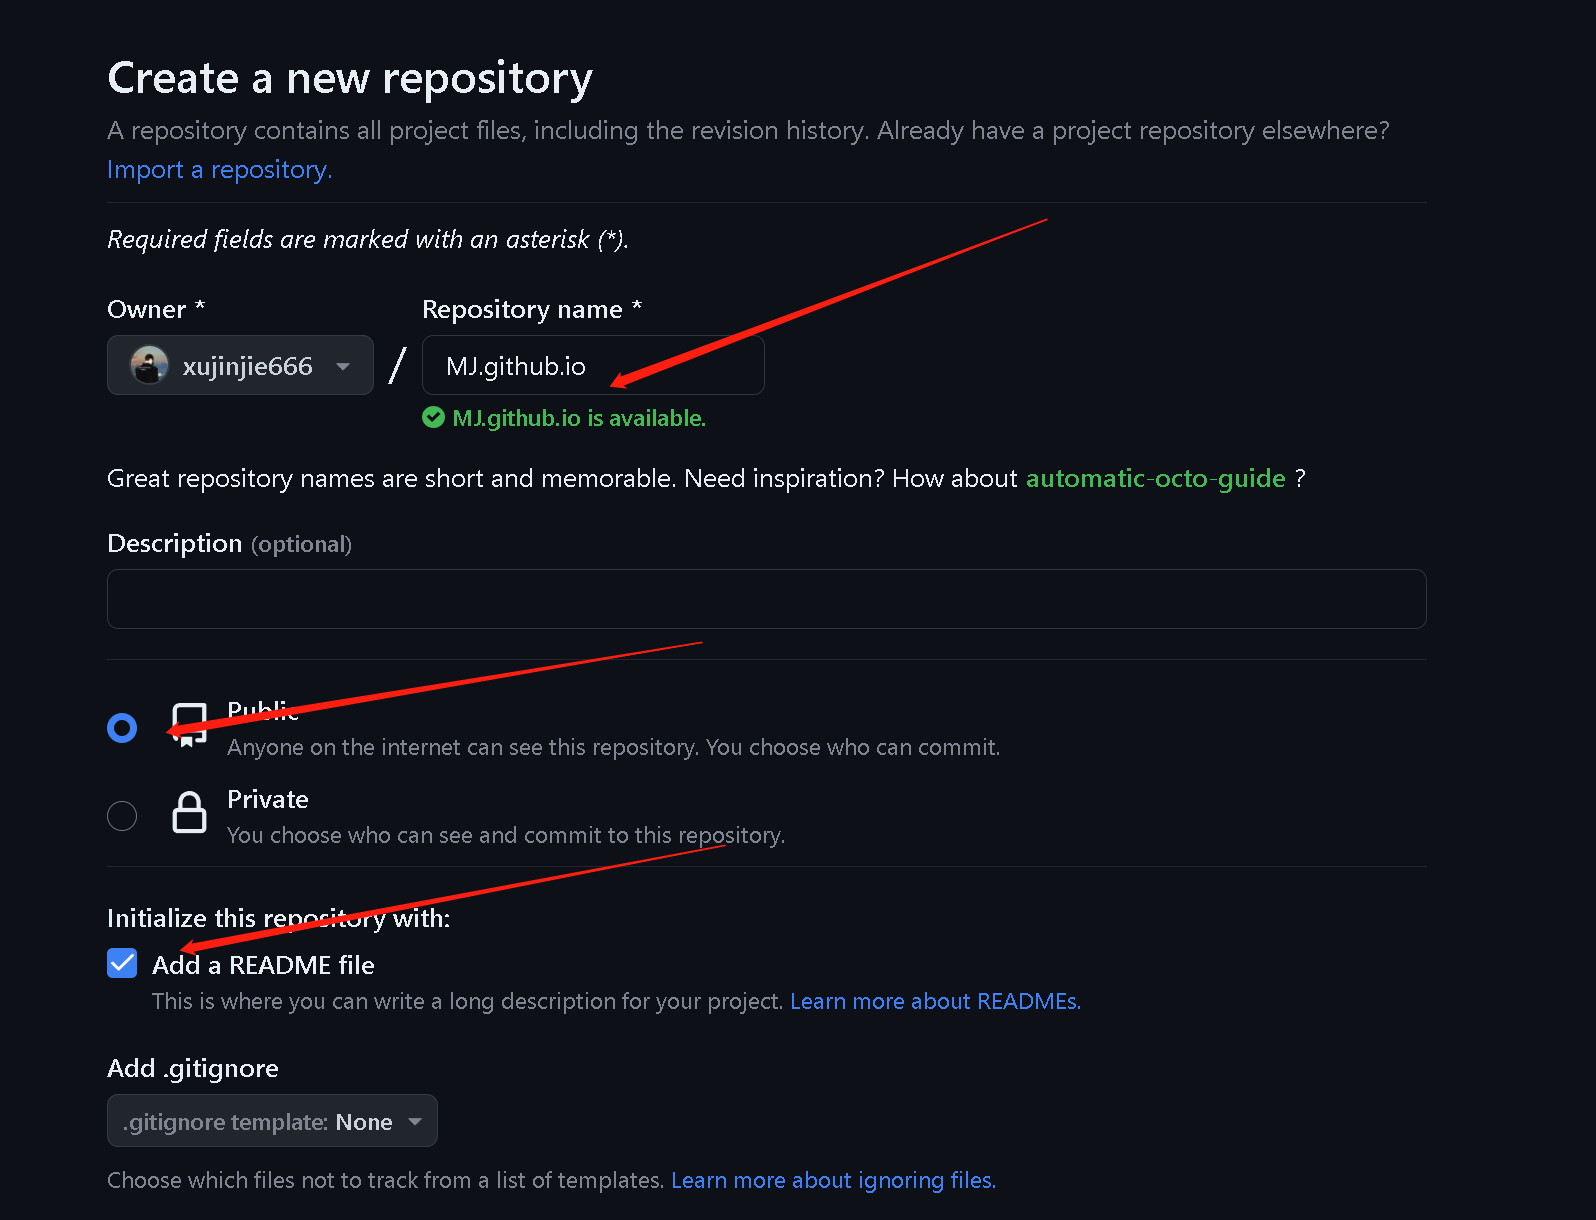 Create a new repository
A repository contains all project files, including the revision history. Already have a project repository elsewhere?
Import a repository.
Required fields are marked with an asterisk (*).
Owner *
Repository name *
xujinjie666
/
MJ.github.io
MJ.github.io is available.
Great repository names are short and memorable. Need inspiration? How about automatic-octo-guide ?
Description (optional)
Public
Anyone on the internet can see this repository. You choose who can commit.
Private
You choose who can see and commit to this repository.
Initialize this repository with:
Add a README file
This is where you can write a long description for your project. Learn more about READMEs.
Add .gitignore
.gitignore template: None
Choose which files not to track from a list of templates. Learn more about ignoring files.